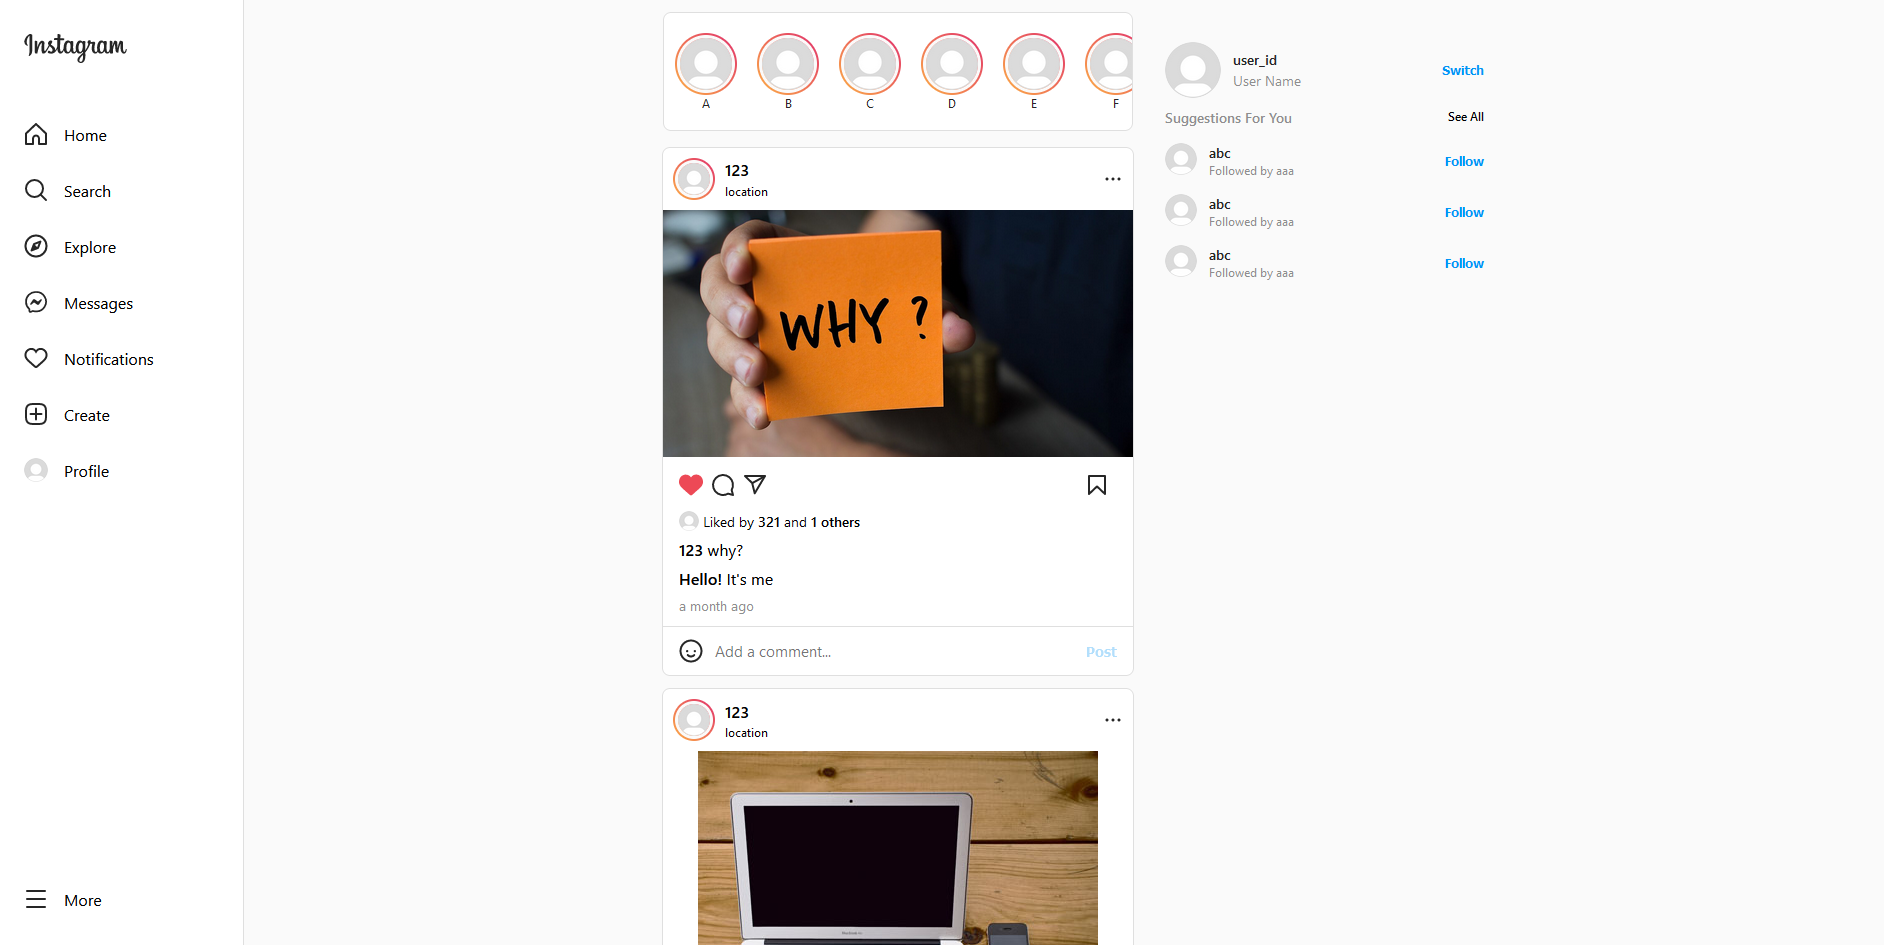 Instagram
Home
Search
Explore
Messages
Notifications
Create
Profile
More
A B C D E F
123
location
WHY ?
Liked by 321 and 1 others
123 why?
Hello! It's me
a month ago
Add a comment... Post
123
location
user_id
User Name
Switch
Suggestions For You See All
abc
Followed by aaa
Follow
abc
Followed by aaa
Follow
abc
Followed by aaa
Follow